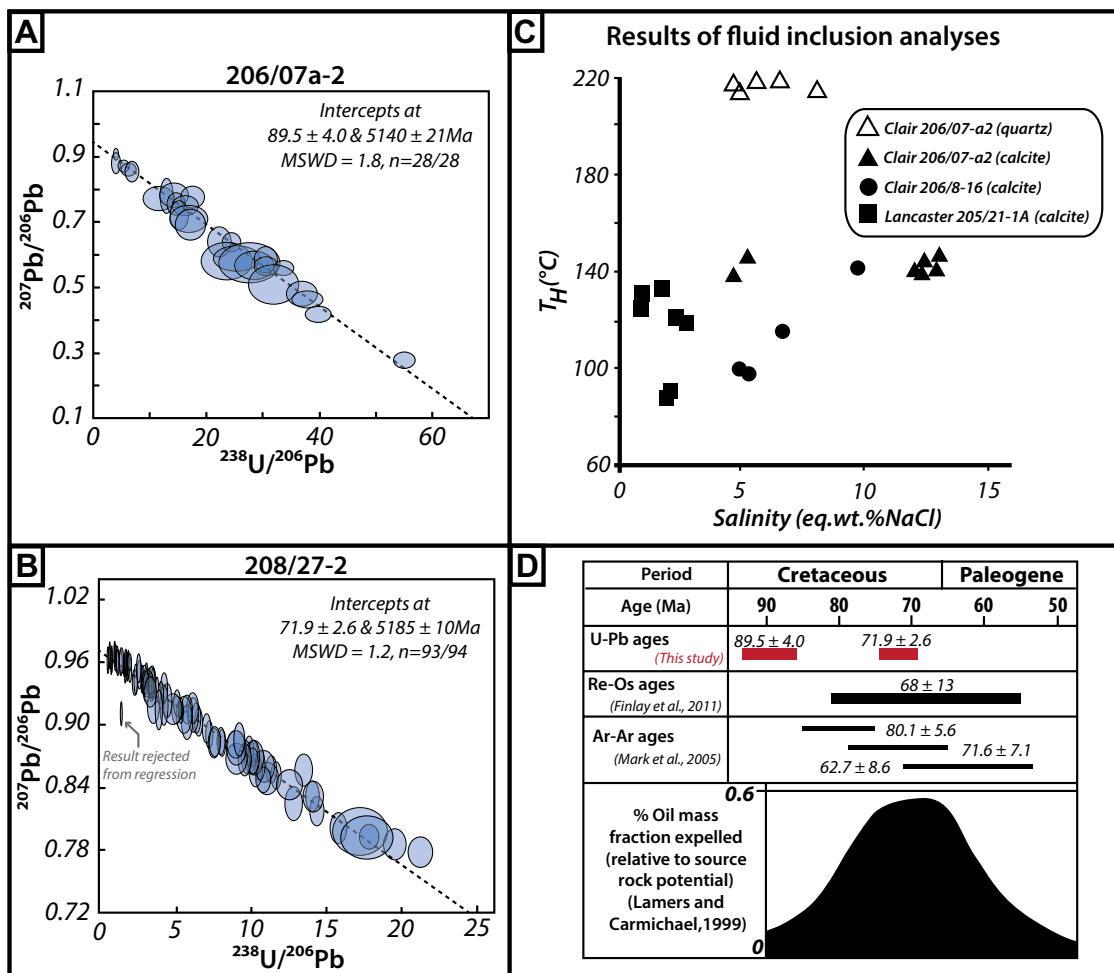 A
206/07a-2
Intercepts at
89.5 ± 4.0 & 5140 ± 21Ma
MSWD = 1.8, n=28/28
1.1
0.9
0.7
0.5
0.3
0.1
²⁰⁷Pb/²⁰⁶Pb
0 20 40 60
²³⁸U/²⁰⁶Pb
B
208/27-2
Intercepts at
71.9 ± 2.6 & 5185 ± 10Ma
MSWD = 1.2, n=93/94
1.02
0.96
0.90
0.84
0.78
0.72
²⁰⁷Pb/²⁰⁶Pb
Result rejected
from regression
0 5 10 15 20 25
²³⁸U/²⁰⁶Pb
C
Results of fluid inclusion analyses
220
180
140
100
60
T_H(°C)
Clair 206/07-a2 (quartz)
Clair 206/07-a2 (calcite)
Clair 206/8-16 (calcite)
Lancaster 205/21-1A (calcite)
0 5 10 15
Salinity (eq.wt.%NaCl)
D
Period Cretaceous Paleogene
Age (Ma) 90 80 70 60 50
U-Pb ages 89.5 ± 4.0 71.9 ± 2.6
(This study)
Re-Os ages 68 ± 13
(Finlay et al., 2011)
Ar-Ar ages 80.1 ± 5.6
(Mark et al., 2005) 71.6 ± 7.1
62.7 ± 8.6
0.6
% Oil mass
fraction expelled
(relative to source
rock potential)
(Lamers and
Carmichael,1999)
0